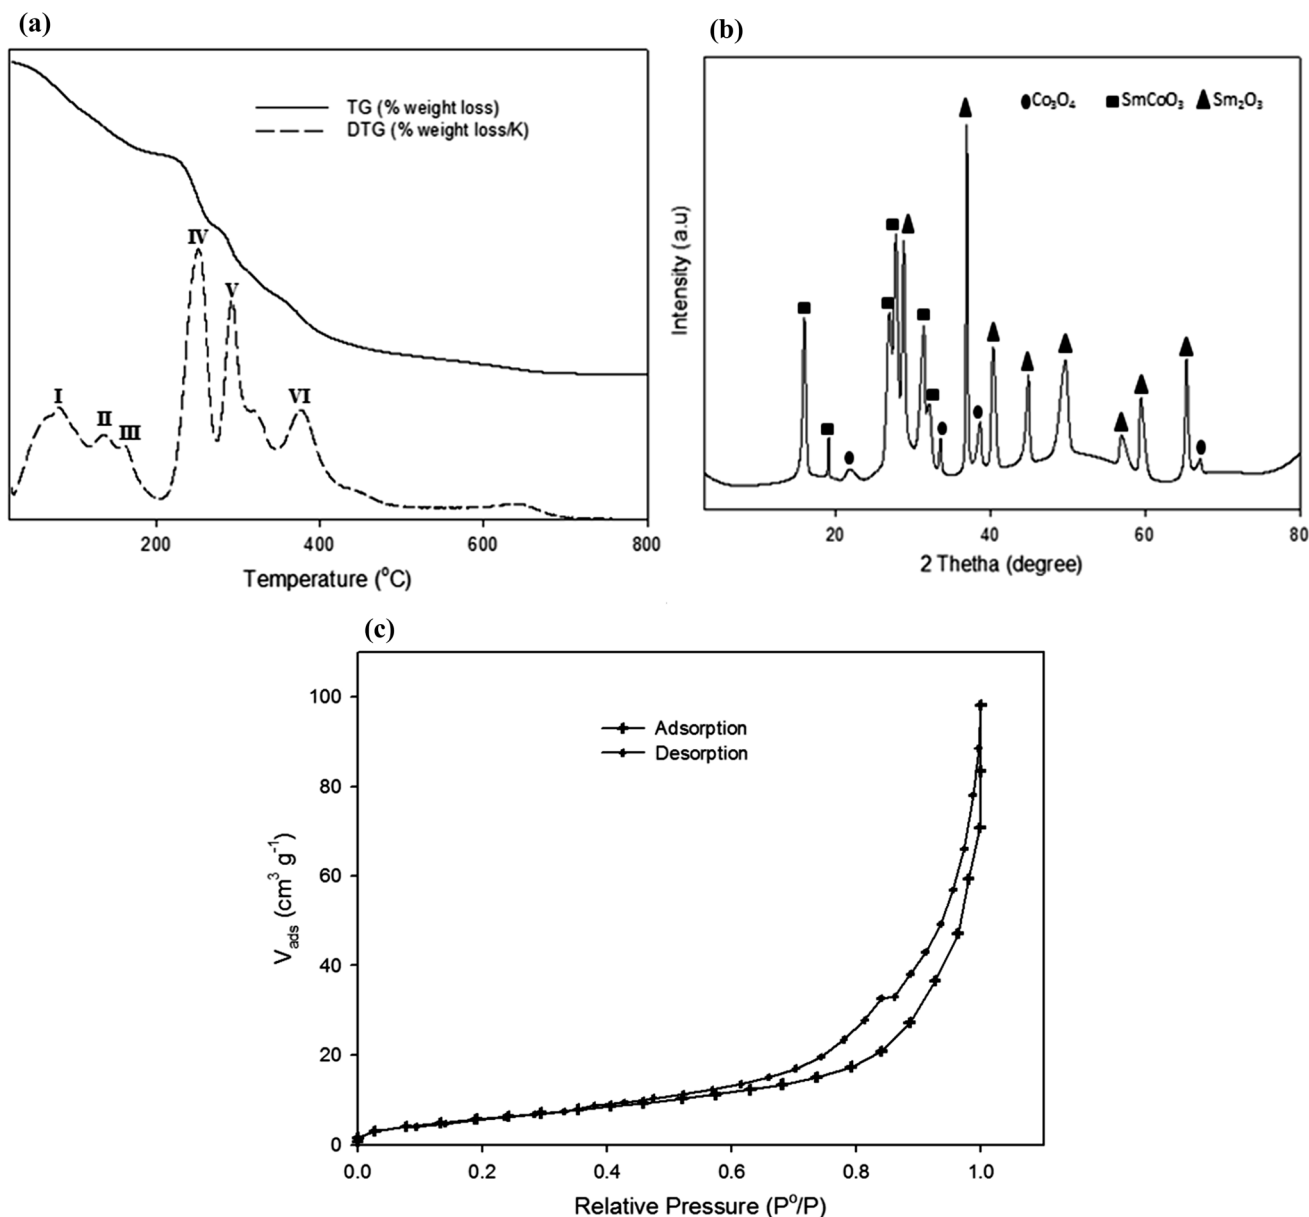 (a)
TG (% weight loss)
DTG (% weight loss/K)
I
II
III
IV
V
VI
200
400
600
800
Temperature (°C)
(b)
Co₃O₄
SmCoO₃
Sm₂O₃
Intensity (a.u)
20
40
60
80
2 Thetha (degree)
(c)
Adsorption
Desorption
100
80
60
40
20
0
Vads (cm³ g⁻¹)
0.0
0.2
0.4
0.6
0.8
1.0
Relative Pressure (P°/P)